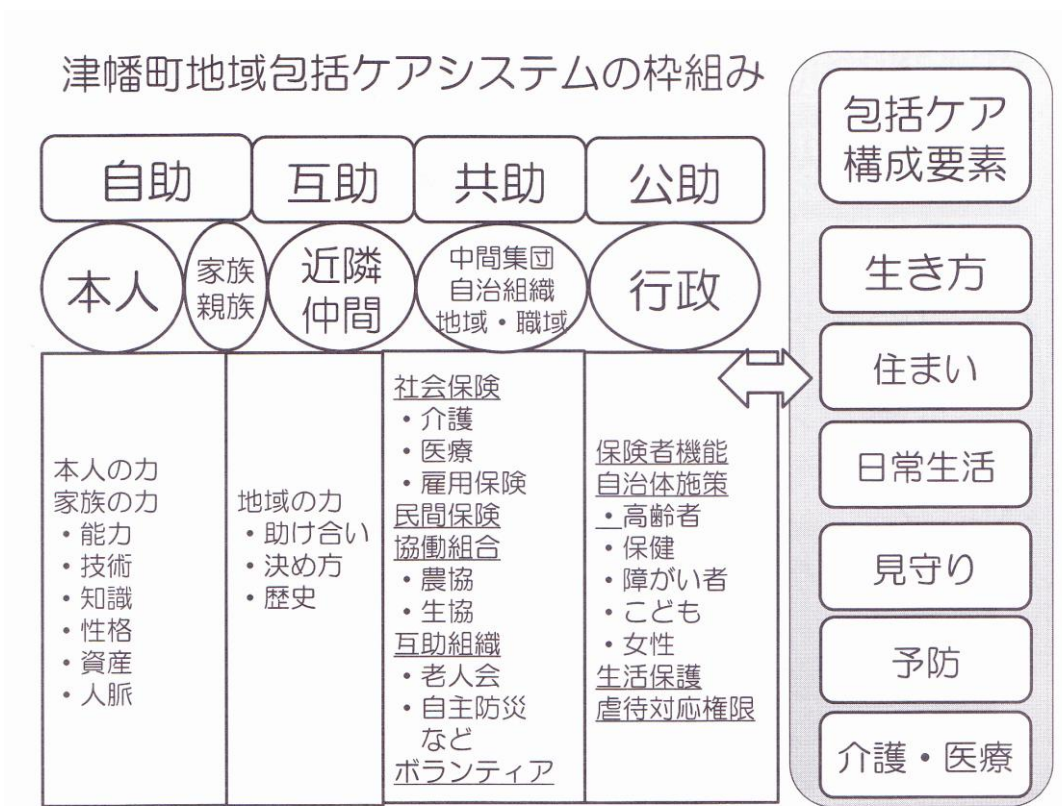 津幡町地域包括ケアシステムの枠組み
自助
互助
共助
公助
本人
家族
親族
近隣
仲間
中間集団
自治組織
地域・職域
行政
本人の力
家族の力
・能力
・技術
・知識
・性格
・資産
・人脈
地域の力
・助け合い
・決め方
・歴史
社会保険
・介護
・医療
・雇用保険
民間保険
協働組合
・農協
・生協
互助組織
・老人会
・自主防災
など
ボランティア
保険者機能
自治体施策
・高齢者
・保健
・障がい者
・こども
・女性
生活保護
虐待対応権限
包括ケア
構成要素
生き方
住まい
日常生活
見守り
予防
介護・医療